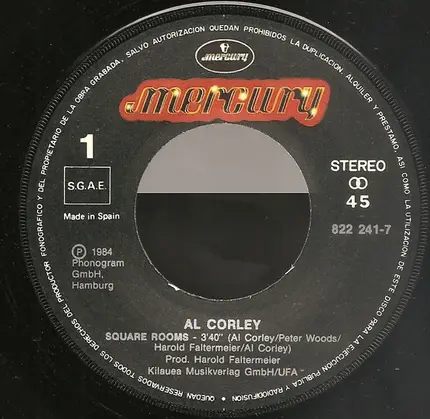 SALVO AUTORIZACION QUEDAN PROHIBIDOS LA DUPLICACION, ALQUILER Y PRESTAMO, ASI COMO LA UTILIZACION DE ESTE DISCO PARA LA EJECUCION PUBLICA Y RADIODIFUSION
QUEDAN RESERVADOS TODOS LOS DERECHOS DEL PRODUCTOR FONOGRAFICO Y DEL PROPIETARIO DE LA OBRA GRABADA.
mercury
mercury
1
STEREO
S.G.A.E.
45
Made in Spain
822 241-7
℗ 1984
Phonogram
GmbH,
Hamburg
AL CORLEY
SQUARE ROOMS - 3'40" (Al Corley/Peter Woods/
Harold Faltermeier/Al Corley)
Prod. Harold Faltermeier
Kilauea Musikverlag GmbH/UFA